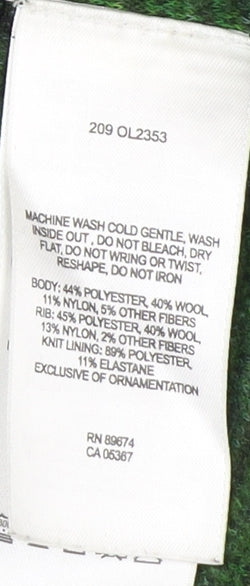 209 OL2353
MACHINE WASH COLD GENTLE, WASH
INSIDE OUT , DO NOT BLEACH, DRY
FLAT, DO NOT WRING OR TWIST,
RESHAPE, DO NOT IRON
BODY: 44% POLYESTER, 40% WOOL,
11% NYLON, 5% OTHER FIBERS
RIB: 45% POLYESTER, 40% WOOL,
13% NYLON, 2% OTHER FIBERS
KNIT LINING: 89% POLYESTER,
11% ELASTANE
EXCLUSIVE OF ORNAMENTATION
RN 89674
CA 05367